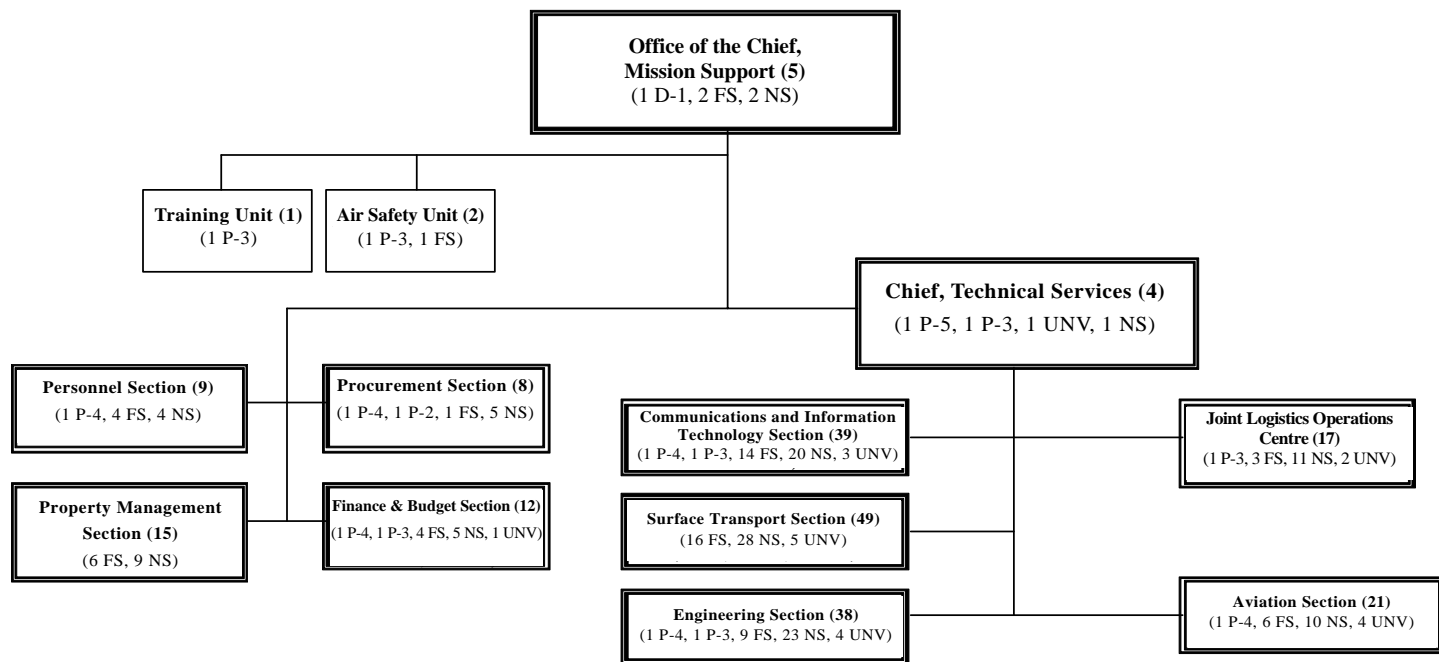 Office of the Chief,
Mission Support (5)
(1 D-1, 2 FS, 2 NS)
Training Unit (1)
(1 P-3)
Air Safety Unit (2)
(1 P-3, 1 FS)
Chief, Technical Services (4)
(1 P-5, 1 P-3, 1 UNV, 1 NS)
Personnel Section (9)
(1 P-4, 4 FS, 4 NS)
Procurement Section (8)
(1 P-4, 1 P-2, 1 FS, 5 NS)
Property Management
Section (15)
(6 FS, 9 NS)
Finance & Budget Section (12)
(1 P-4, 1 P-3, 4 FS, 5 NS, 1 UNV)
Communications and Information
Technology Section (39)
(1 P-4, 1 P-3, 14 FS, 20 NS, 3 UNV)
Joint Logistics Operations
Centre (17)
(1 P-3, 3 FS, 11 NS, 2 UNV)
Surface Transport Section (49)
(16 FS, 28 NS, 5 UNV)
Engineering Section (38)
(1 P-4, 1 P-3, 9 FS, 23 NS, 4 UNV)
Aviation Section (21)
(1 P-4, 6 FS, 10 NS, 4 UNV)